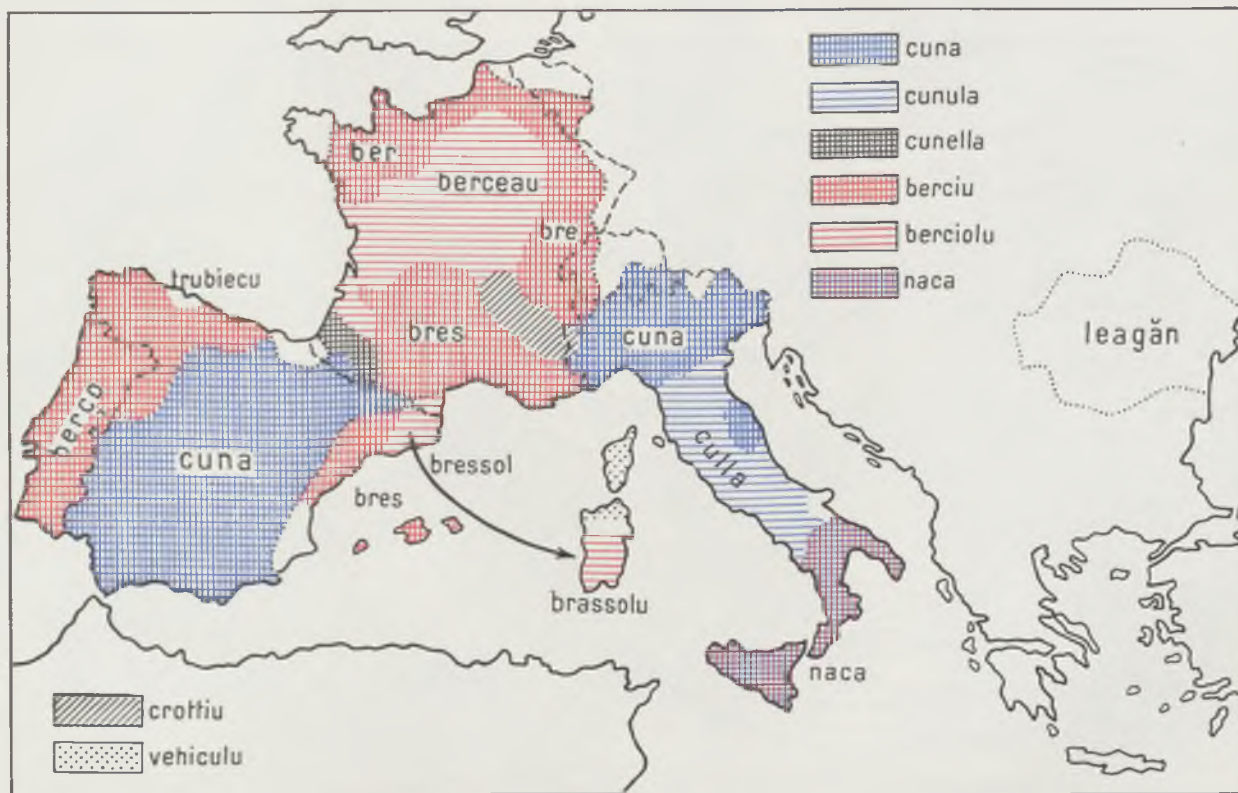 cuna
cunula
cunella
berciu
berciolu
naca
ber
berceau
bre
trubiecu
bres
cuna
leagăn
berco
cuna
bressol
culla
bres
brassolu
naca
crottiu
vehiculu